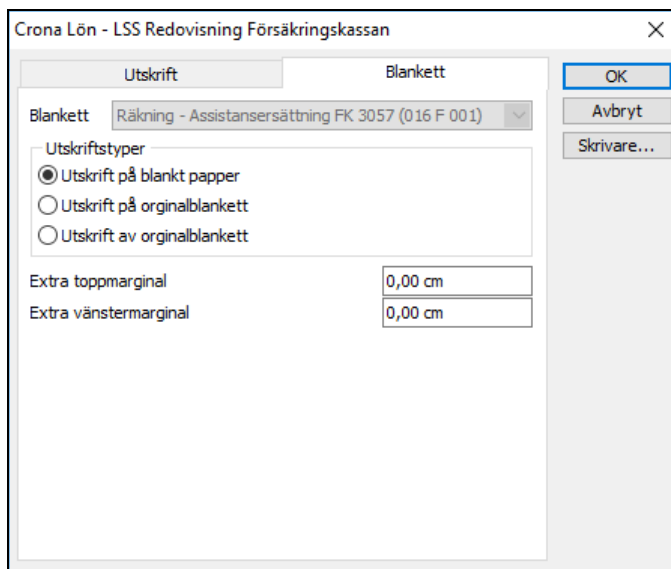 Crona Lön - LSS Redovisning Försäkringskassan
Utskrift
Blankett
OK
Avbryt
Skrivare...
Blankett Räkning - Assistansersättning FK 3057 (016 F 001)
Utskriftstyper
Utskrift på blankt papper
Utskrift på orginalblankett
Utskrift av orginalblankett
Extra toppmarginal 0,00 cm
Extra vänstermarginal 0,00 cm